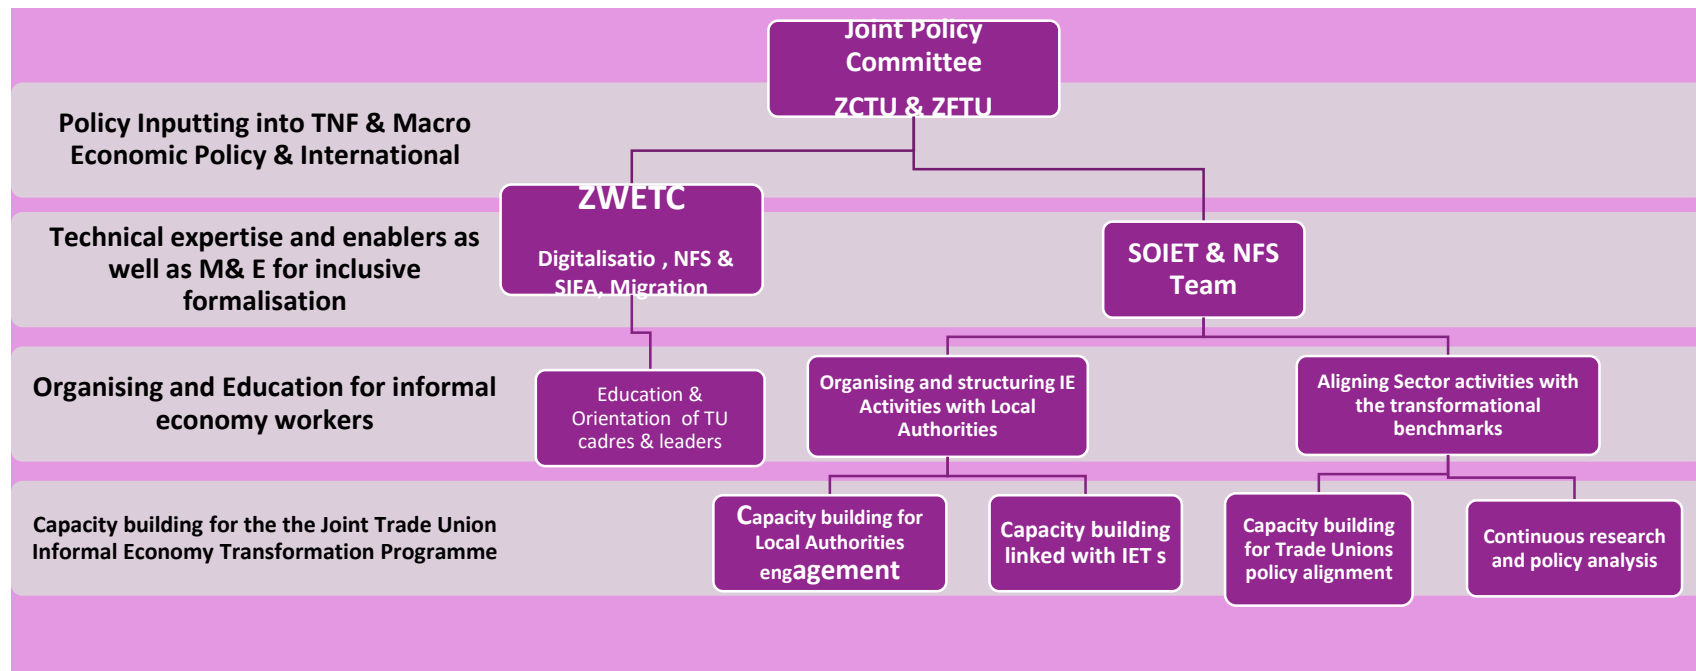 Joint Policy
Committee
ZCTU & ZFTU
Policy Inputting into TNF & Macro
Economic Policy & International
ZWETC
Digitalisatio , NFS &
SIFA, Migration
Technical expertise and enablers as
well as M& E for inclusive
formalisation
SOIET & NFS
Team
Organising and Education for informal
economy workers
Education &
Orientation of TU
cadres & leaders
Organising and structuring IE
Activities with Local
Authorities
Aligning Sector activities with
the transformational
benchmarks
Capacity building for the the Joint Trade Union
Informal Economy Transformation Programme
Capacity building for
Local Authorities
engagement
Capacity building
linked with IET s
Capacity building
for Trade Unions
policy alignment
Continuous research
and policy analysis